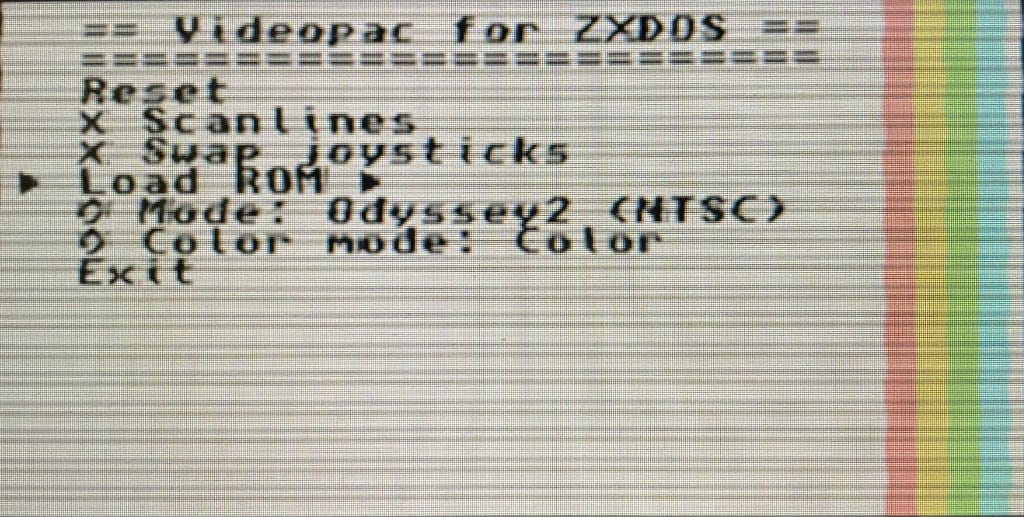 == Videopac for ZXDOS ==
========================
Reset
X Scanlines
X Swap joysticks
► Load ROM ►
◇ Mode: Odyssey2 (NTSC)
◇ Color mode: Color
Exit